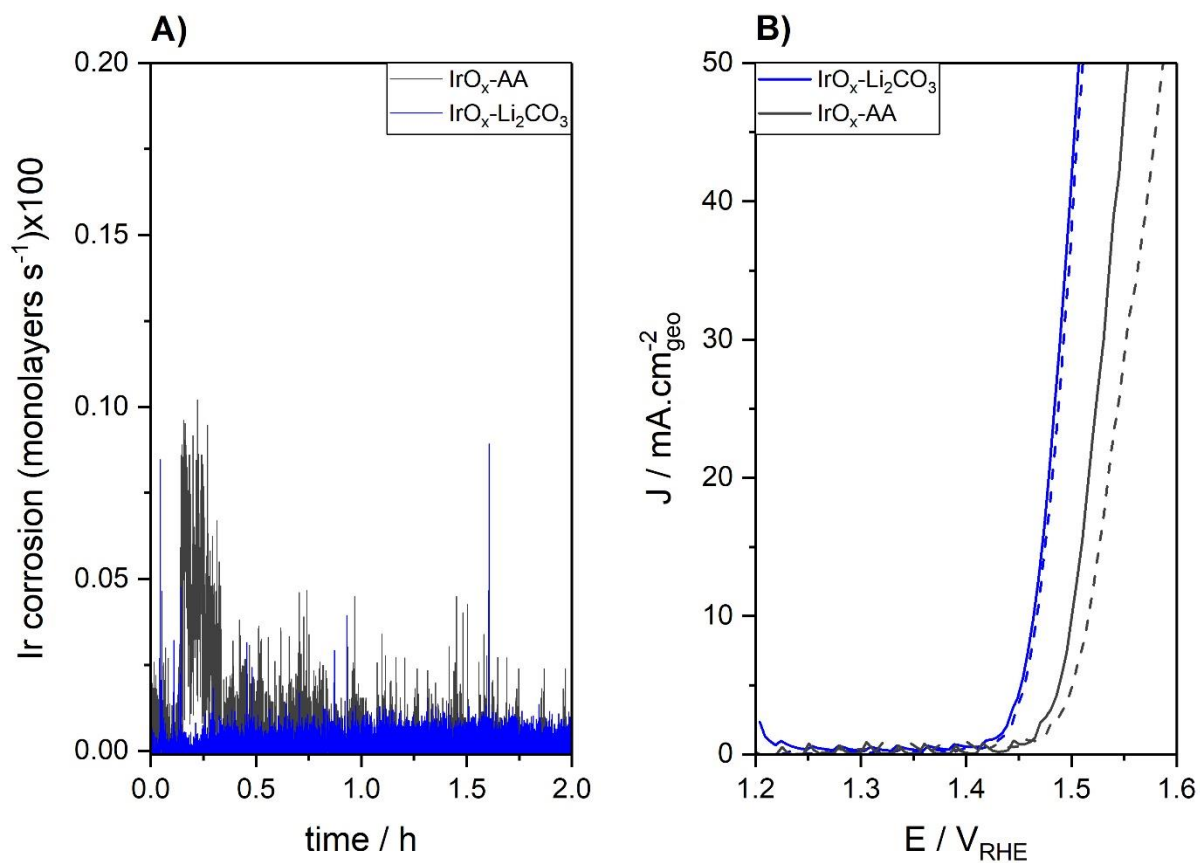 A)
IrOₓ-AA
IrOₓ-Li₂CO₃
0.20
0.15
0.10
0.05
0.00
Ir corrosion (monolayers s⁻¹)x100
0.0 0.5 1.0 1.5 2.0
time / h
B)
IrOₓ-Li₂CO₃
IrOₓ-AA
50
40
30
20
10
0
J / mA.cm⁻²geo
1.2 1.3 1.4 1.5 1.6
E / V_RHE